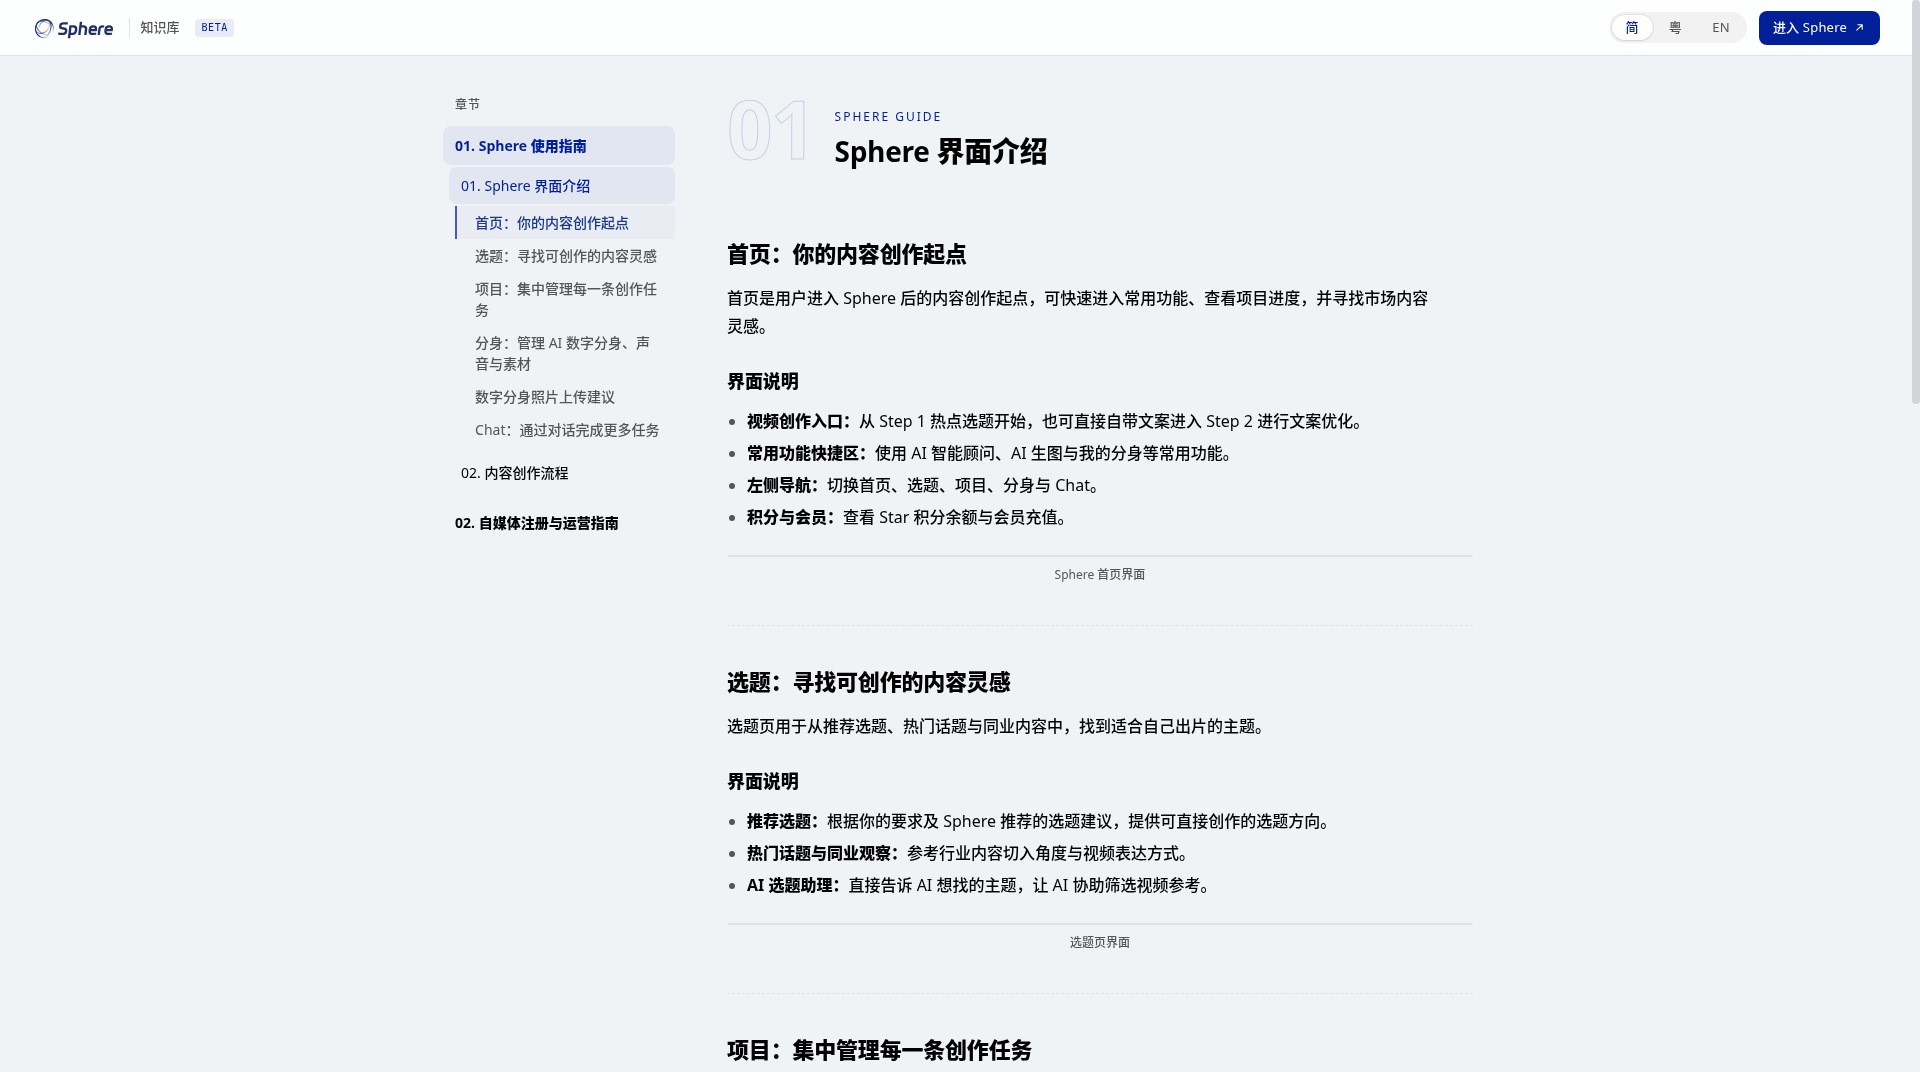 Sphere
知识库
BETA
简
粤
EN
进入 Sphere
章节
01. Sphere 使用指南
01. Sphere 界面介绍
首页：你的内容创作起点
选题：寻找可创作的内容灵感
项目：集中管理每一条创作任
务
分身：管理 AI 数字分身、声
音与素材
数字分身照片上传建议
Chat：通过对话完成更多任务
02. 内容创作流程
02. 自媒体注册与运营指南
01
SPHERE GUIDE
Sphere 界面介绍
首页：你的内容创作起点
首页是用户进入 Sphere 后的内容创作起点，可快速进入常用功能、查看项目进度，并寻找市场内容
灵感。
界面说明
视频创作入口：从 Step 1 热点选题开始，也可直接自带文案进入 Step 2 进行文案优化。
常用功能快捷区：使用 AI 智能顾问、AI 生图与我的分身等常用功能。
左侧导航：切换首页、选题、项目、分身与 Chat。
积分与会员：查看 Star 积分余额与会员充值。
Sphere 首页界面
选题：寻找可创作的内容灵感
选题页用于从推荐选题、热门话题与同业内容中，找到适合自己出片的主题。
界面说明
推荐选题：根据你的要求及 Sphere 推荐的选题建议，提供可直接创作的选题方向。
热门话题与同业观察：参考行业内容切入角度与视频表达方式。
AI 选题助理：直接告诉 AI 想找的主题，让 AI 协助筛选视频参考。
选题页界面
项目：集中管理每一条创作任务